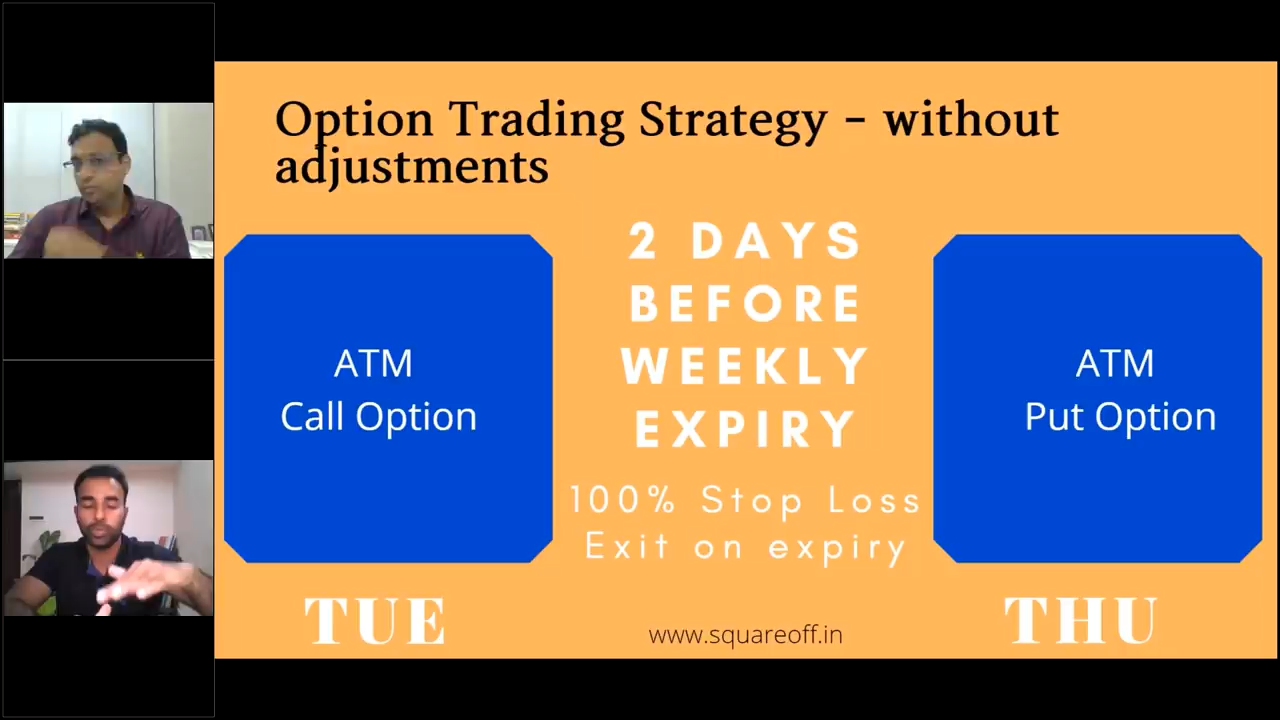 Option Trading Strategy - without
adjustments
ATM
Call Option
2 DAYS
BEFORE
WEEKLY
EXPIRY
100% Stop Loss
Exit on expiry
ATM
Put Option
TUE
www.squareoff.in
THU